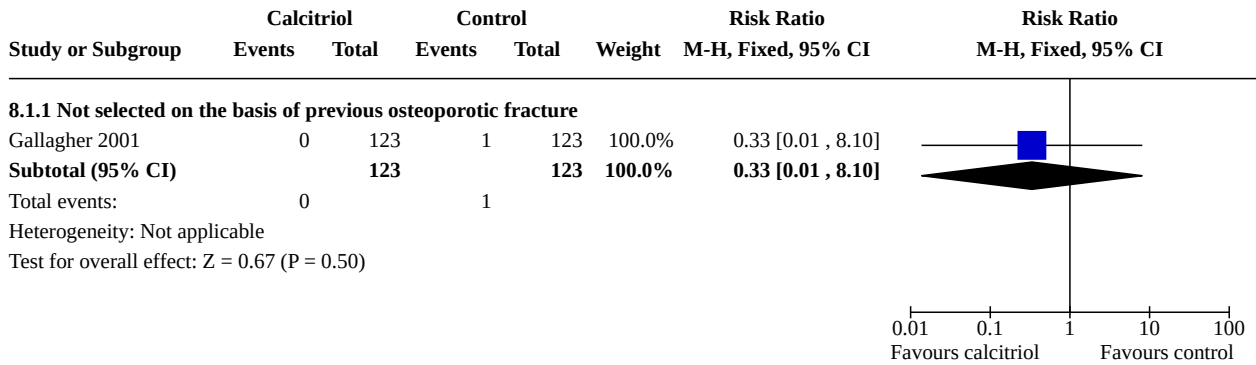 Calcitriol Control Risk Ratio Risk Ratio
Study or Subgroup Events Total Events Total Weight M-H, Fixed, 95% CI M-H, Fixed, 95% CI
8.1.1 Not selected on the basis of previous osteoporotic fracture
Gallagher 2001 0 123 1 123 100.0% 0.33 [0.01 , 8.10]
Subtotal (95% CI) 123 123 100.0% 0.33 [0.01 , 8.10]
Total events: 0 1
Heterogeneity: Not applicable
Test for overall effect: Z = 0.67 (P = 0.50)
0.01 0.1 1 10 100
Favours calcitriol Favours control